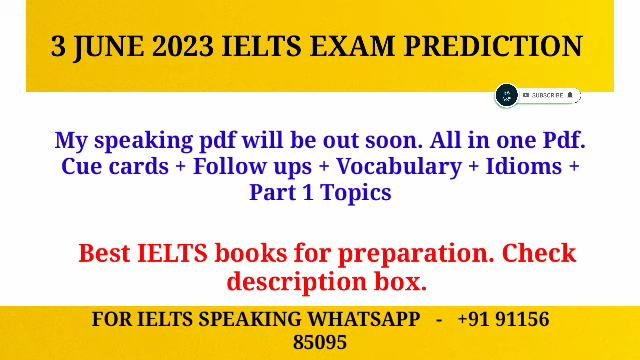 3 JUNE 2023 IELTS EXAM PREDICTION
SUBSCRIBE
My speaking pdf will be out soon. All in one Pdf.
Cue cards + Follow ups + Vocabulary + Idioms +
Part 1 Topics
Best IELTS books for preparation. Check
description box.
FOR IELTS SPEAKING WHATSAPP - +91 91156
85095